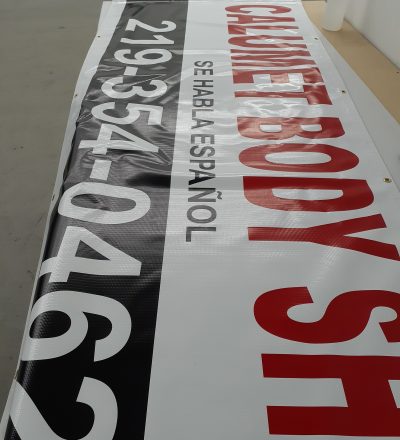 CALUMET BODY SH
SE HABLA ESPAÑOL
219-354-0462